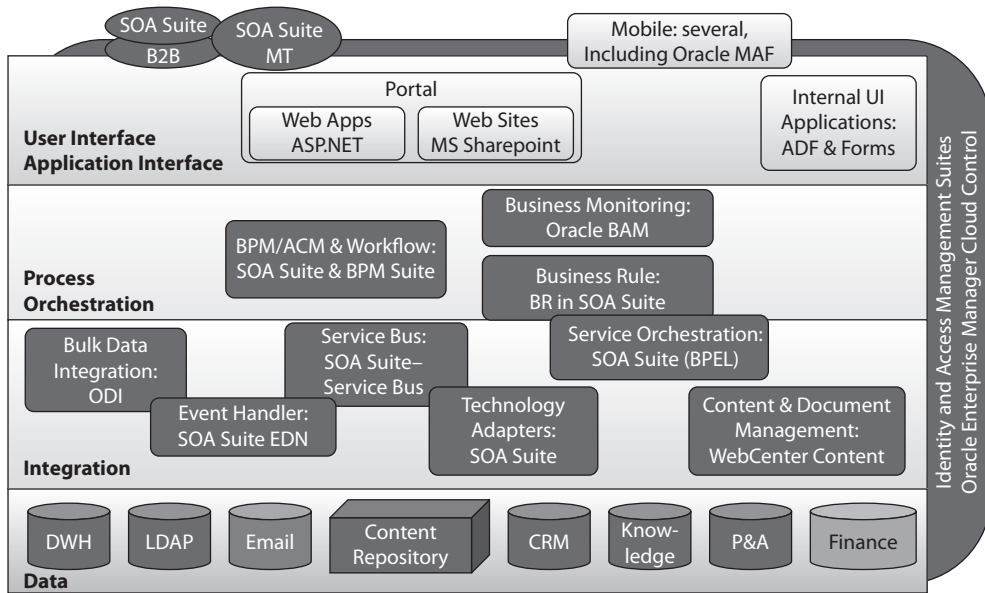 SOA Suite
B2B
SOA Suite
MT
Mobile: several,
Including Oracle MAF
Portal
Web Apps
ASP.NET
Web Sites
MS Sharepoint
Internal UI
Applications:
ADF & Forms
User Interface
Application Interface
Business Monitoring:
Oracle BAM
BPM/ACM & Workflow:
SOA Suite & BPM Suite
Business Rule:
BR in SOA Suite
Process
Orchestration
Bulk Data
Integration:
ODI
Service Bus:
SOA Suite–
Service Bus
Service Orchestration:
SOA Suite (BPEL)
Event Handler:
SOA Suite EDN
Technology
Adapters:
SOA Suite
Content & Document
Management:
WebCenter Content
Integration
DWH
LDAP
Email
Content
Repository
CRM
Know-
ledge
P&A
Finance
Data
Identity and Access Management Suites
Oracle Enterprise Manager Cloud Control